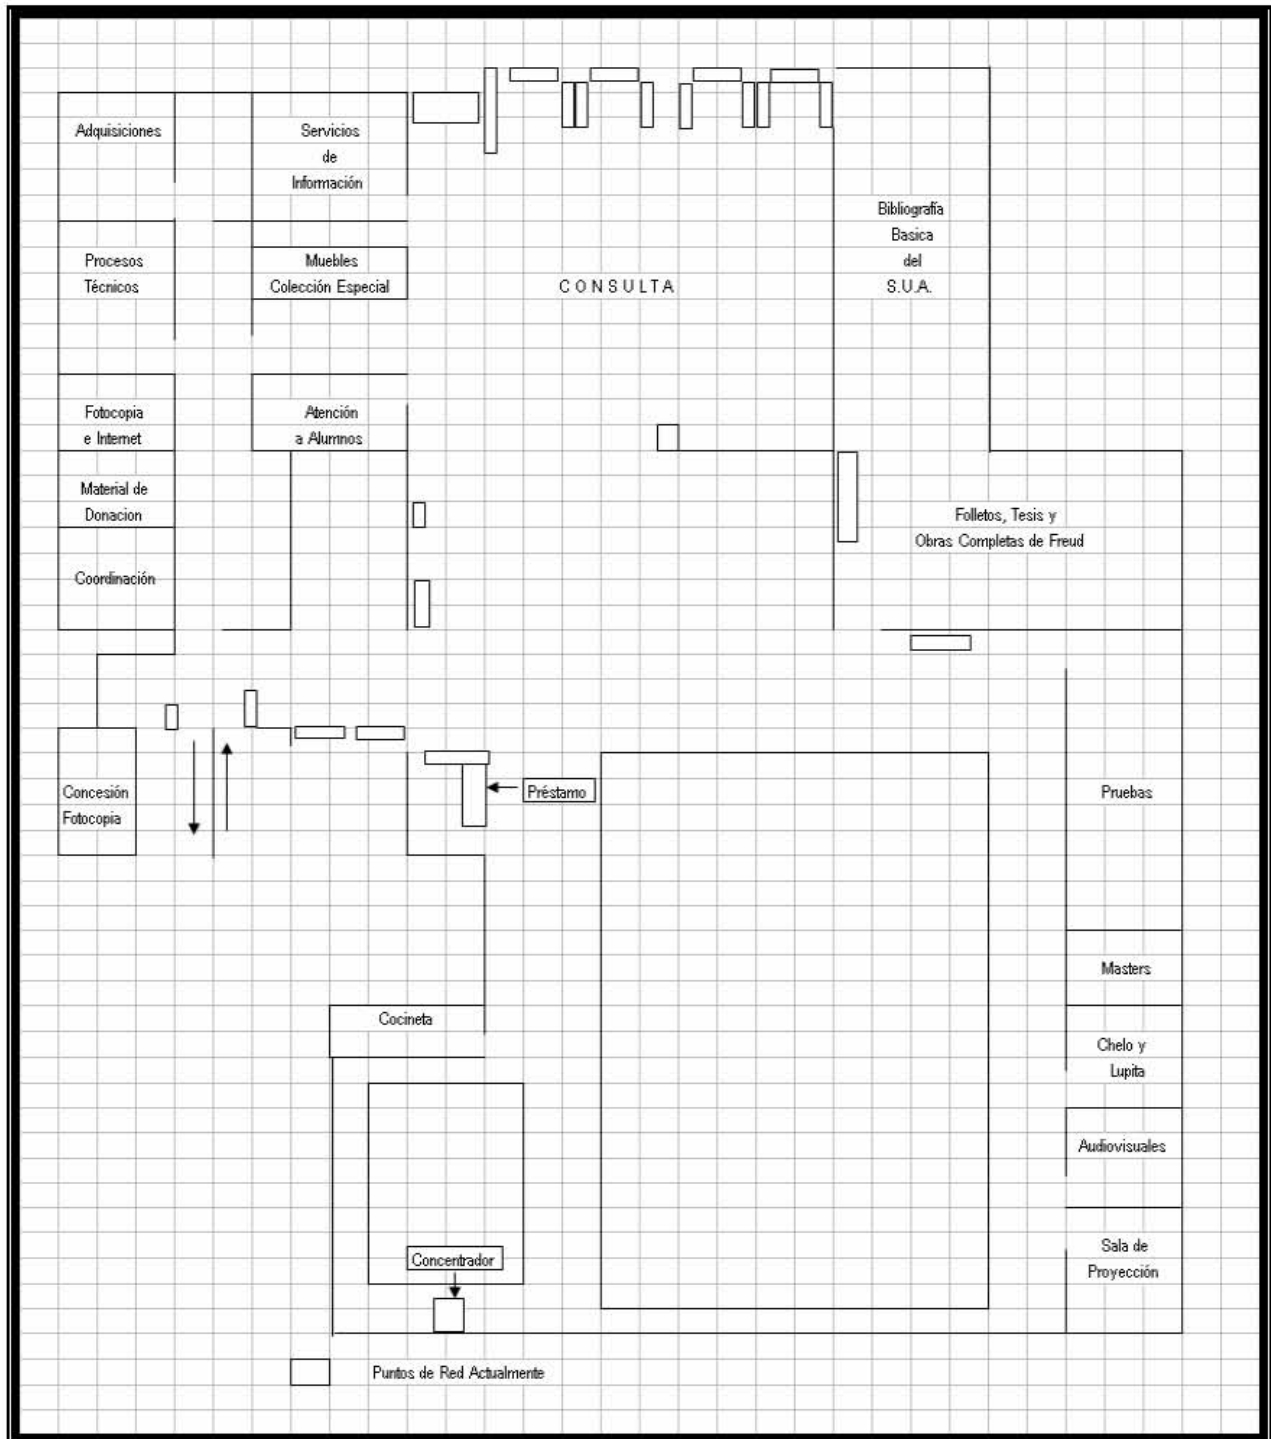 Adquisiciones
Servicios
de
Información
Bibliografía
Basica
del
S.U.A.
Procesos
Técnicos
Muebles
Colección Especial
CONSULTA
Fotocopia
e Internet
Atención
a Alumnos
Material de
Donacion
Folletos, Tesis y
Obras Completas de Freud
Coordinación
Concesión
Fotocopia
Préstamo
Pruebas
Masters
Cocineta
Chelo y
Lupita
Audiovisuales
Concentrador
Sala de
Proyección
Puntos de Red Actualmente